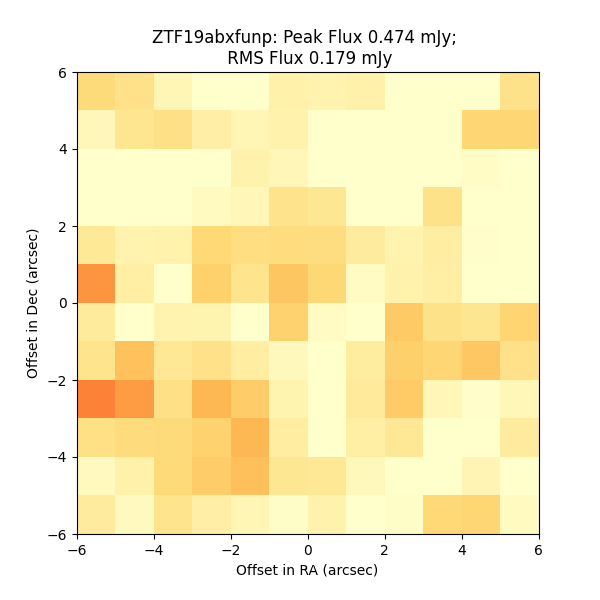 ZTF19abxfunp: Peak Flux 0.474 mJy;
RMS Flux 0.179 mJy
6
4
2
0
−2
−4
−6
Offset in Dec (arcsec)
−6 −4 −2 0 2 4 6
Offset in RA (arcsec)